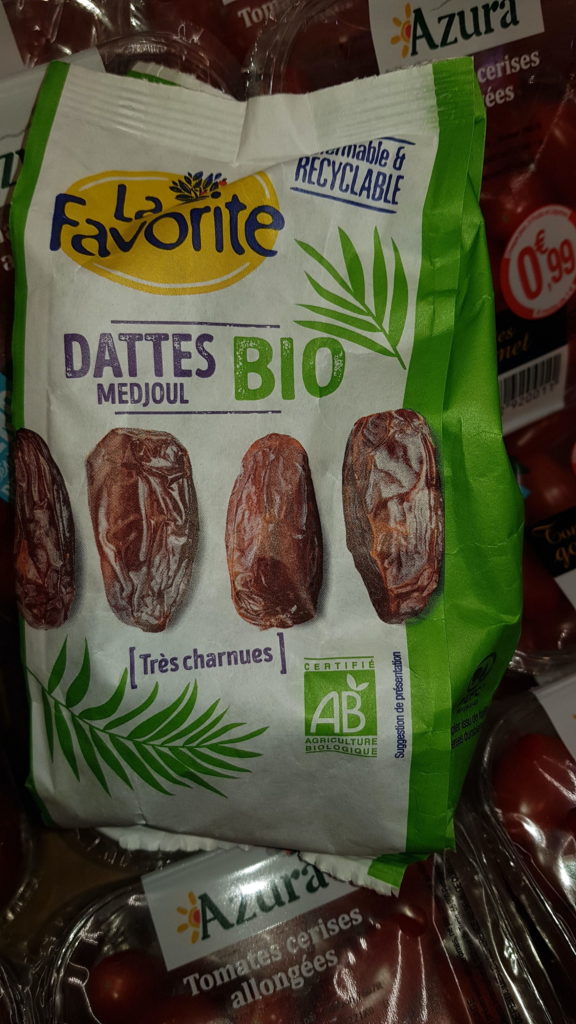 Azura
cerises
La
Favorite
RECYCLABLE
0€,99
DATTES
MEDJOUL
BIO
[Très charnues]
CERTIFIÉ
AB
AGRICULTURE
BIOLOGIQUE
Suggestion de présentation
Azura
Tomates cerises
allongées